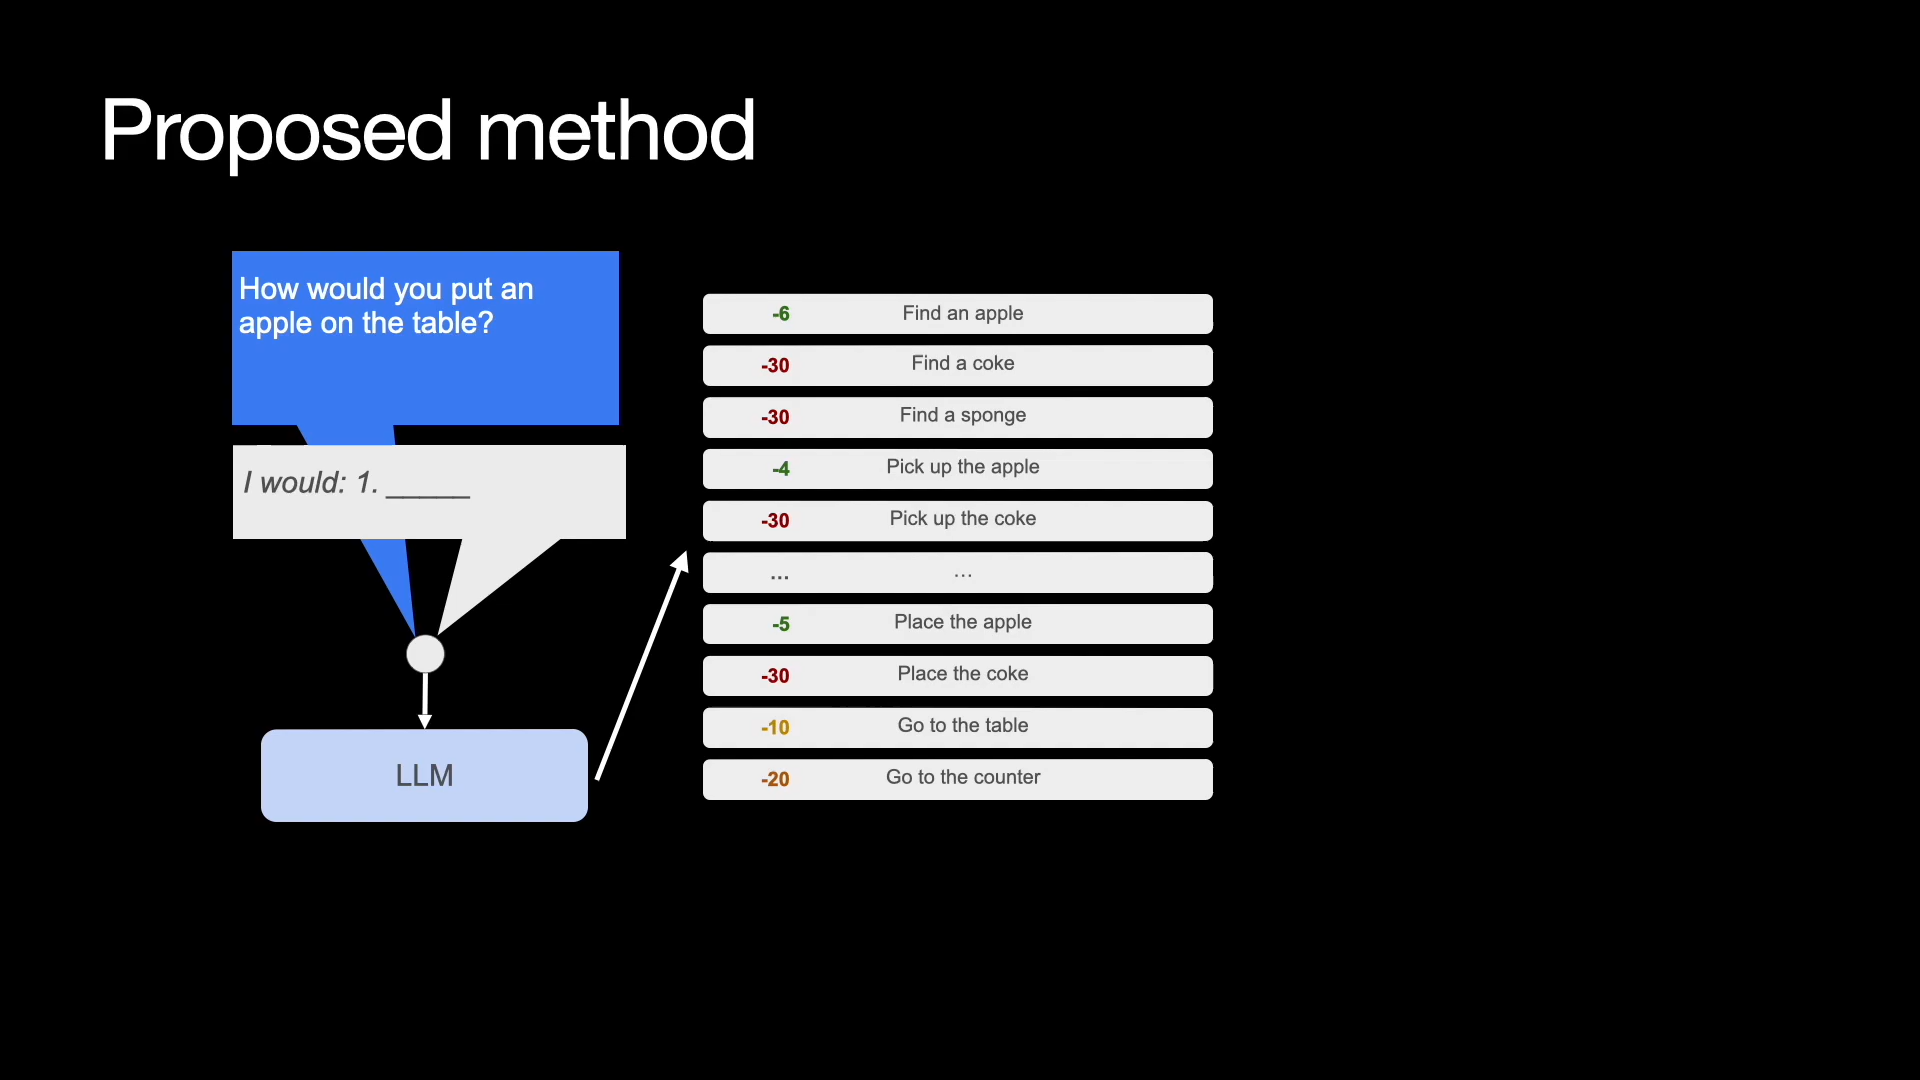 Proposed method
How would you put an
apple on the table?
I would: 1. _____
LLM
-6 Find an apple
-30 Find a coke
-30 Find a sponge
-4 Pick up the apple
-30 Pick up the coke
... ...
-5 Place the apple
-30 Place the coke
-10 Go to the table
-20 Go to the counter